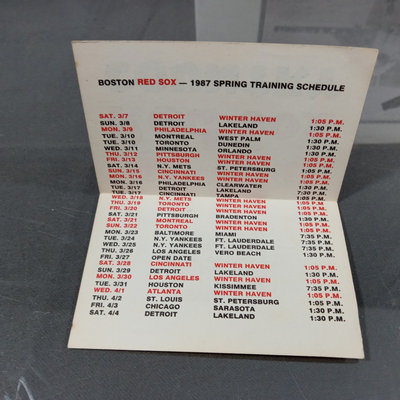 BOSTON RED SOX — 1987 SPRING TRAINING SCHEDULE
SAT. 3/7 DETROIT WINTER HAVEN 1:05 P.M.
SUN. 3/8 DETROIT LAKELAND 1:30 P.M.
MON. 3/9 PHILADELPHIA WINTER HAVEN 1:05 P.M.
TUE. 3/10 MONTREAL WEST PALM 1:30 P.M.
TUE. 3/10 TORONTO DUNEDIN 1:30 P.M.
WED. 3/11 MINNESOTA ORLANDO 1:30 P.M.
THU. 3/12 PITTSBURGH WINTER HAVEN 1:05 P.M.
FRI. 3/13 HOUSTON WINTER HAVEN 1:05 P.M.
SAT. 3/14 N.Y. METS ST. PETERSBURG 1:30 P.M.
SUN. 3/15 CINCINNATI WINTER HAVEN 1:05 P.M.
MON. 3/16 N.Y. YANKEES WINTER HAVEN 1:05 P.M.
MON. 3/16 PHILADELPHIA CLEARWATER 1:30 P.M.
TUE. 3/17 DETROIT LAKELAND P.M.
TUE. 3/17 CINCINNATI TAMPA P.M.
WED. 3/18 N.Y. METS WINTER HAVEN 1:05 P.M.
THU. 3/19 TORONTO WINTER HAVEN 1:05 P.M.
FRI. 3/20 DETROIT WINTER HAVEN 1:05 P.M.
SAT. 3/21 PITTSBURGH BRADENTON 1:30 P.M.
SAT. 3/21 MONTREAL WINTER HAVEN 1:05 P.M.
SUN. 3/22 TORONTO WINTER HAVEN 1:05 P.M.
MON. 3/23 BALTIMORE MIAMI 7:35 P.M.
TUE. 3/24 N.Y. YANKEES FT. LAUDERDALE 7:35 P.M.
WED. 3/25 N.Y. YANKEES FT. LAUDERDALE P.M.
THU. 3/26 LOS ANGELES VERO BEACH 1:30 P.M.
FRI. 3/27 OPEN DATE
SAT. 3/28 CINCINNATI WINTER HAVEN 1:05 P.M.
SUN. 3/29 DETROIT LAKELAND 1:30 P.M.
MON. 3/30 LOS ANGELES WINTER HAVEN 1:05 P.M.
TUE. 3/31 HOUSTON KISSIMMEE 7:35 P.M.
WED. 4/1 ATLANTA WINTER HAVEN 1:05 P.M.
THU. 4/2 ST. LOUIS ST. PETERSBURG 1:30 P.M.
FRI. 4/3 CHICAGO SARASOTA 1:30 P.M.
SAT. 4/4 DETROIT LAKELAND 1:30 P.M.